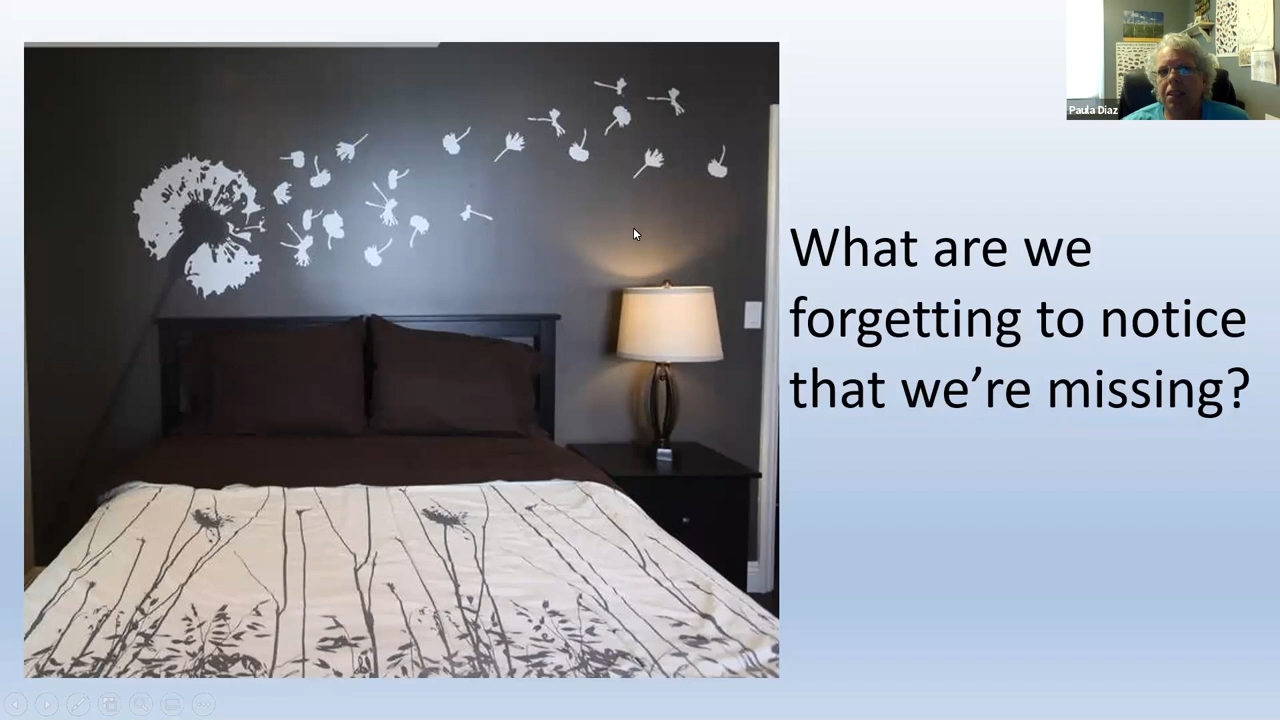 Paula Diaz
What are we
forgetting to notice
that we're missing?